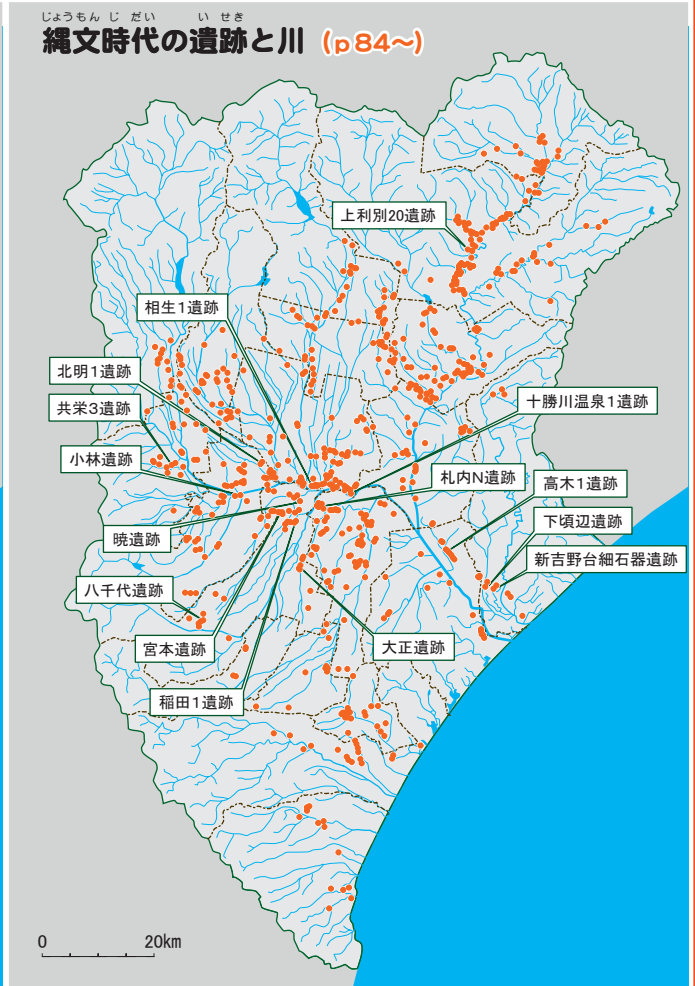 じょうもんじだい いせき
縄文時代の遺跡と川 (p84〜)
上利別20遺跡
相生1遺跡
北明1遺跡
共栄3遺跡
十勝川温泉1遺跡
小林遺跡
札内N遺跡
高木1遺跡
下頃辺遺跡
暁遺跡
新吉野台細石器遺跡
八千代遺跡
宮本遺跡
大正遺跡
稲田1遺跡
0 20km